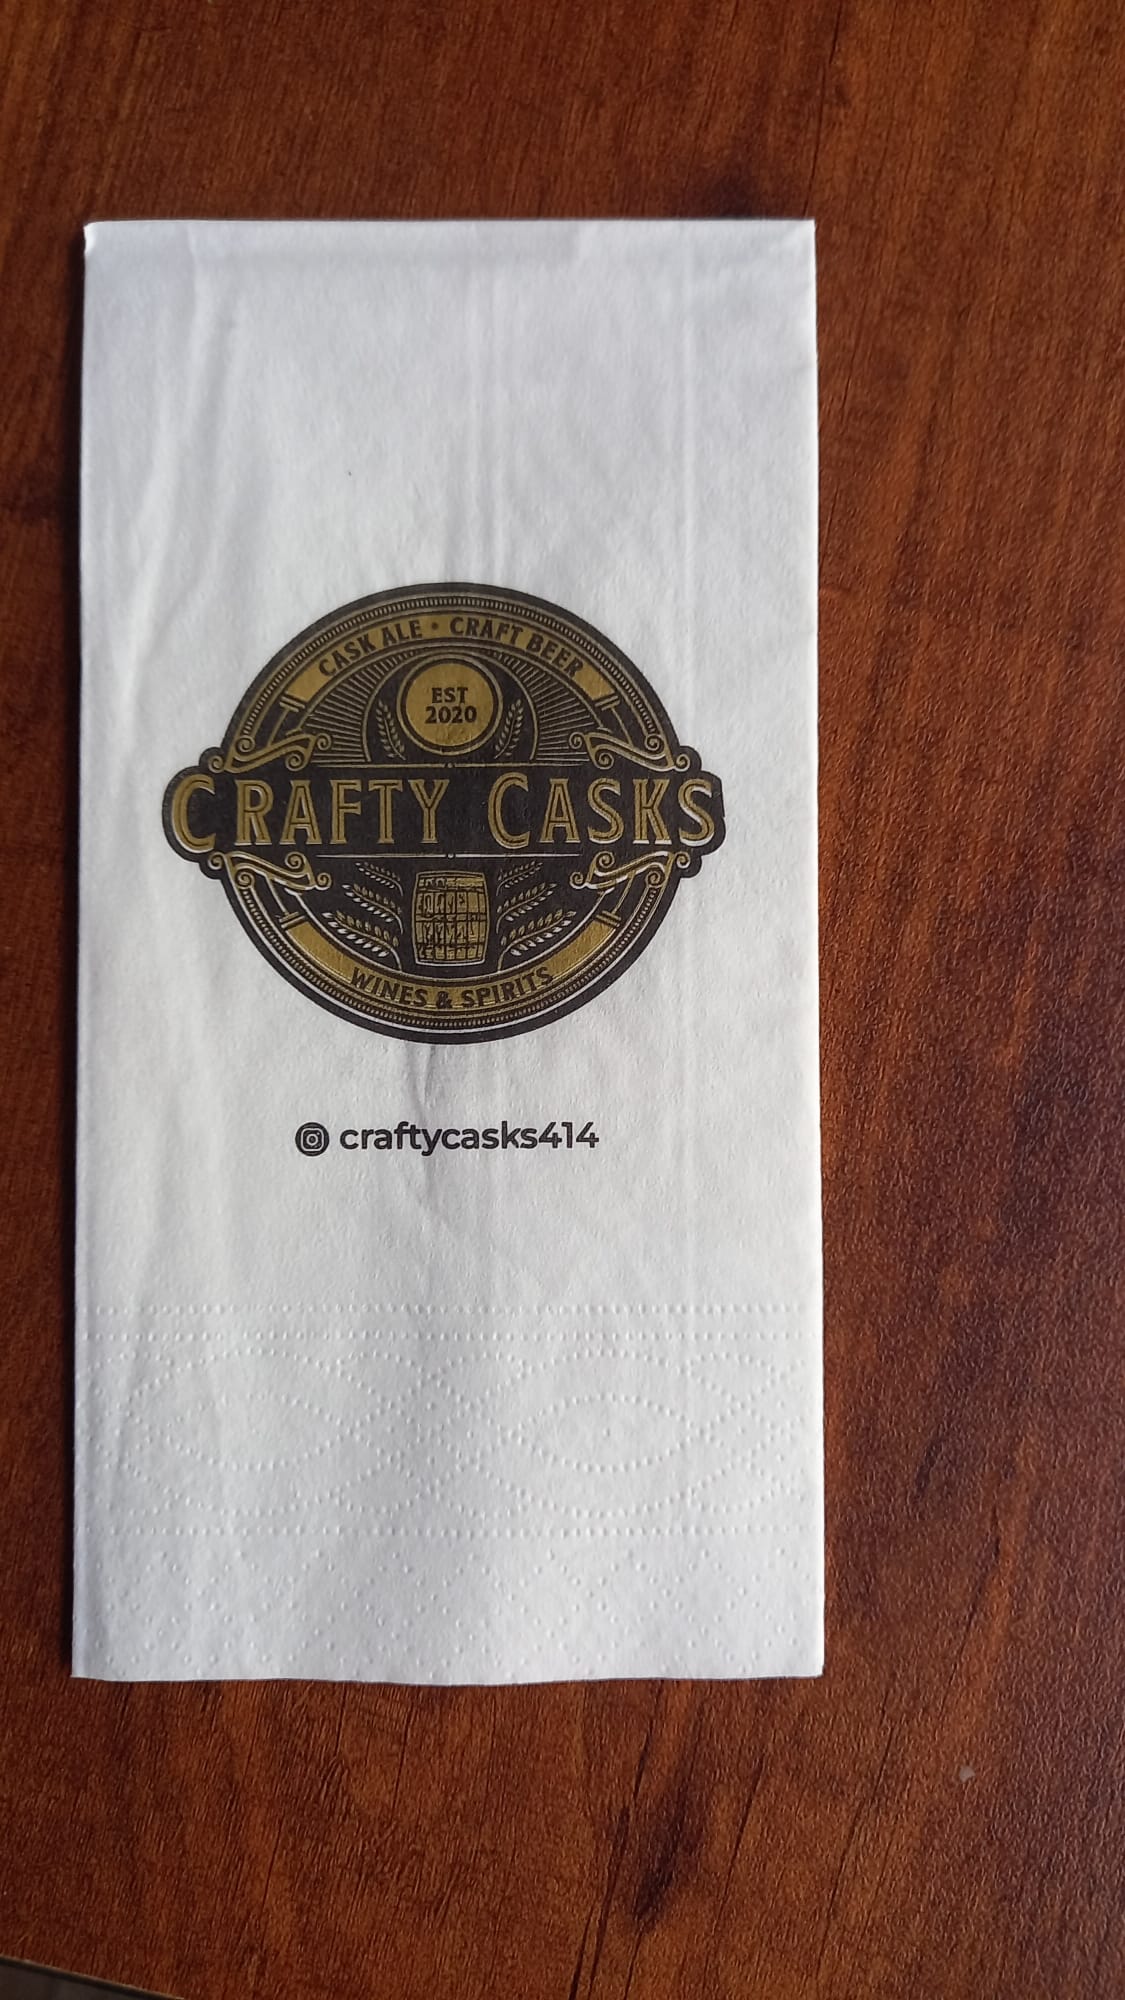 CASK ALE • CRAFT BEER
EST
2020
CRAFTY CASKS
WINES & SPIRITS
craftycasks414